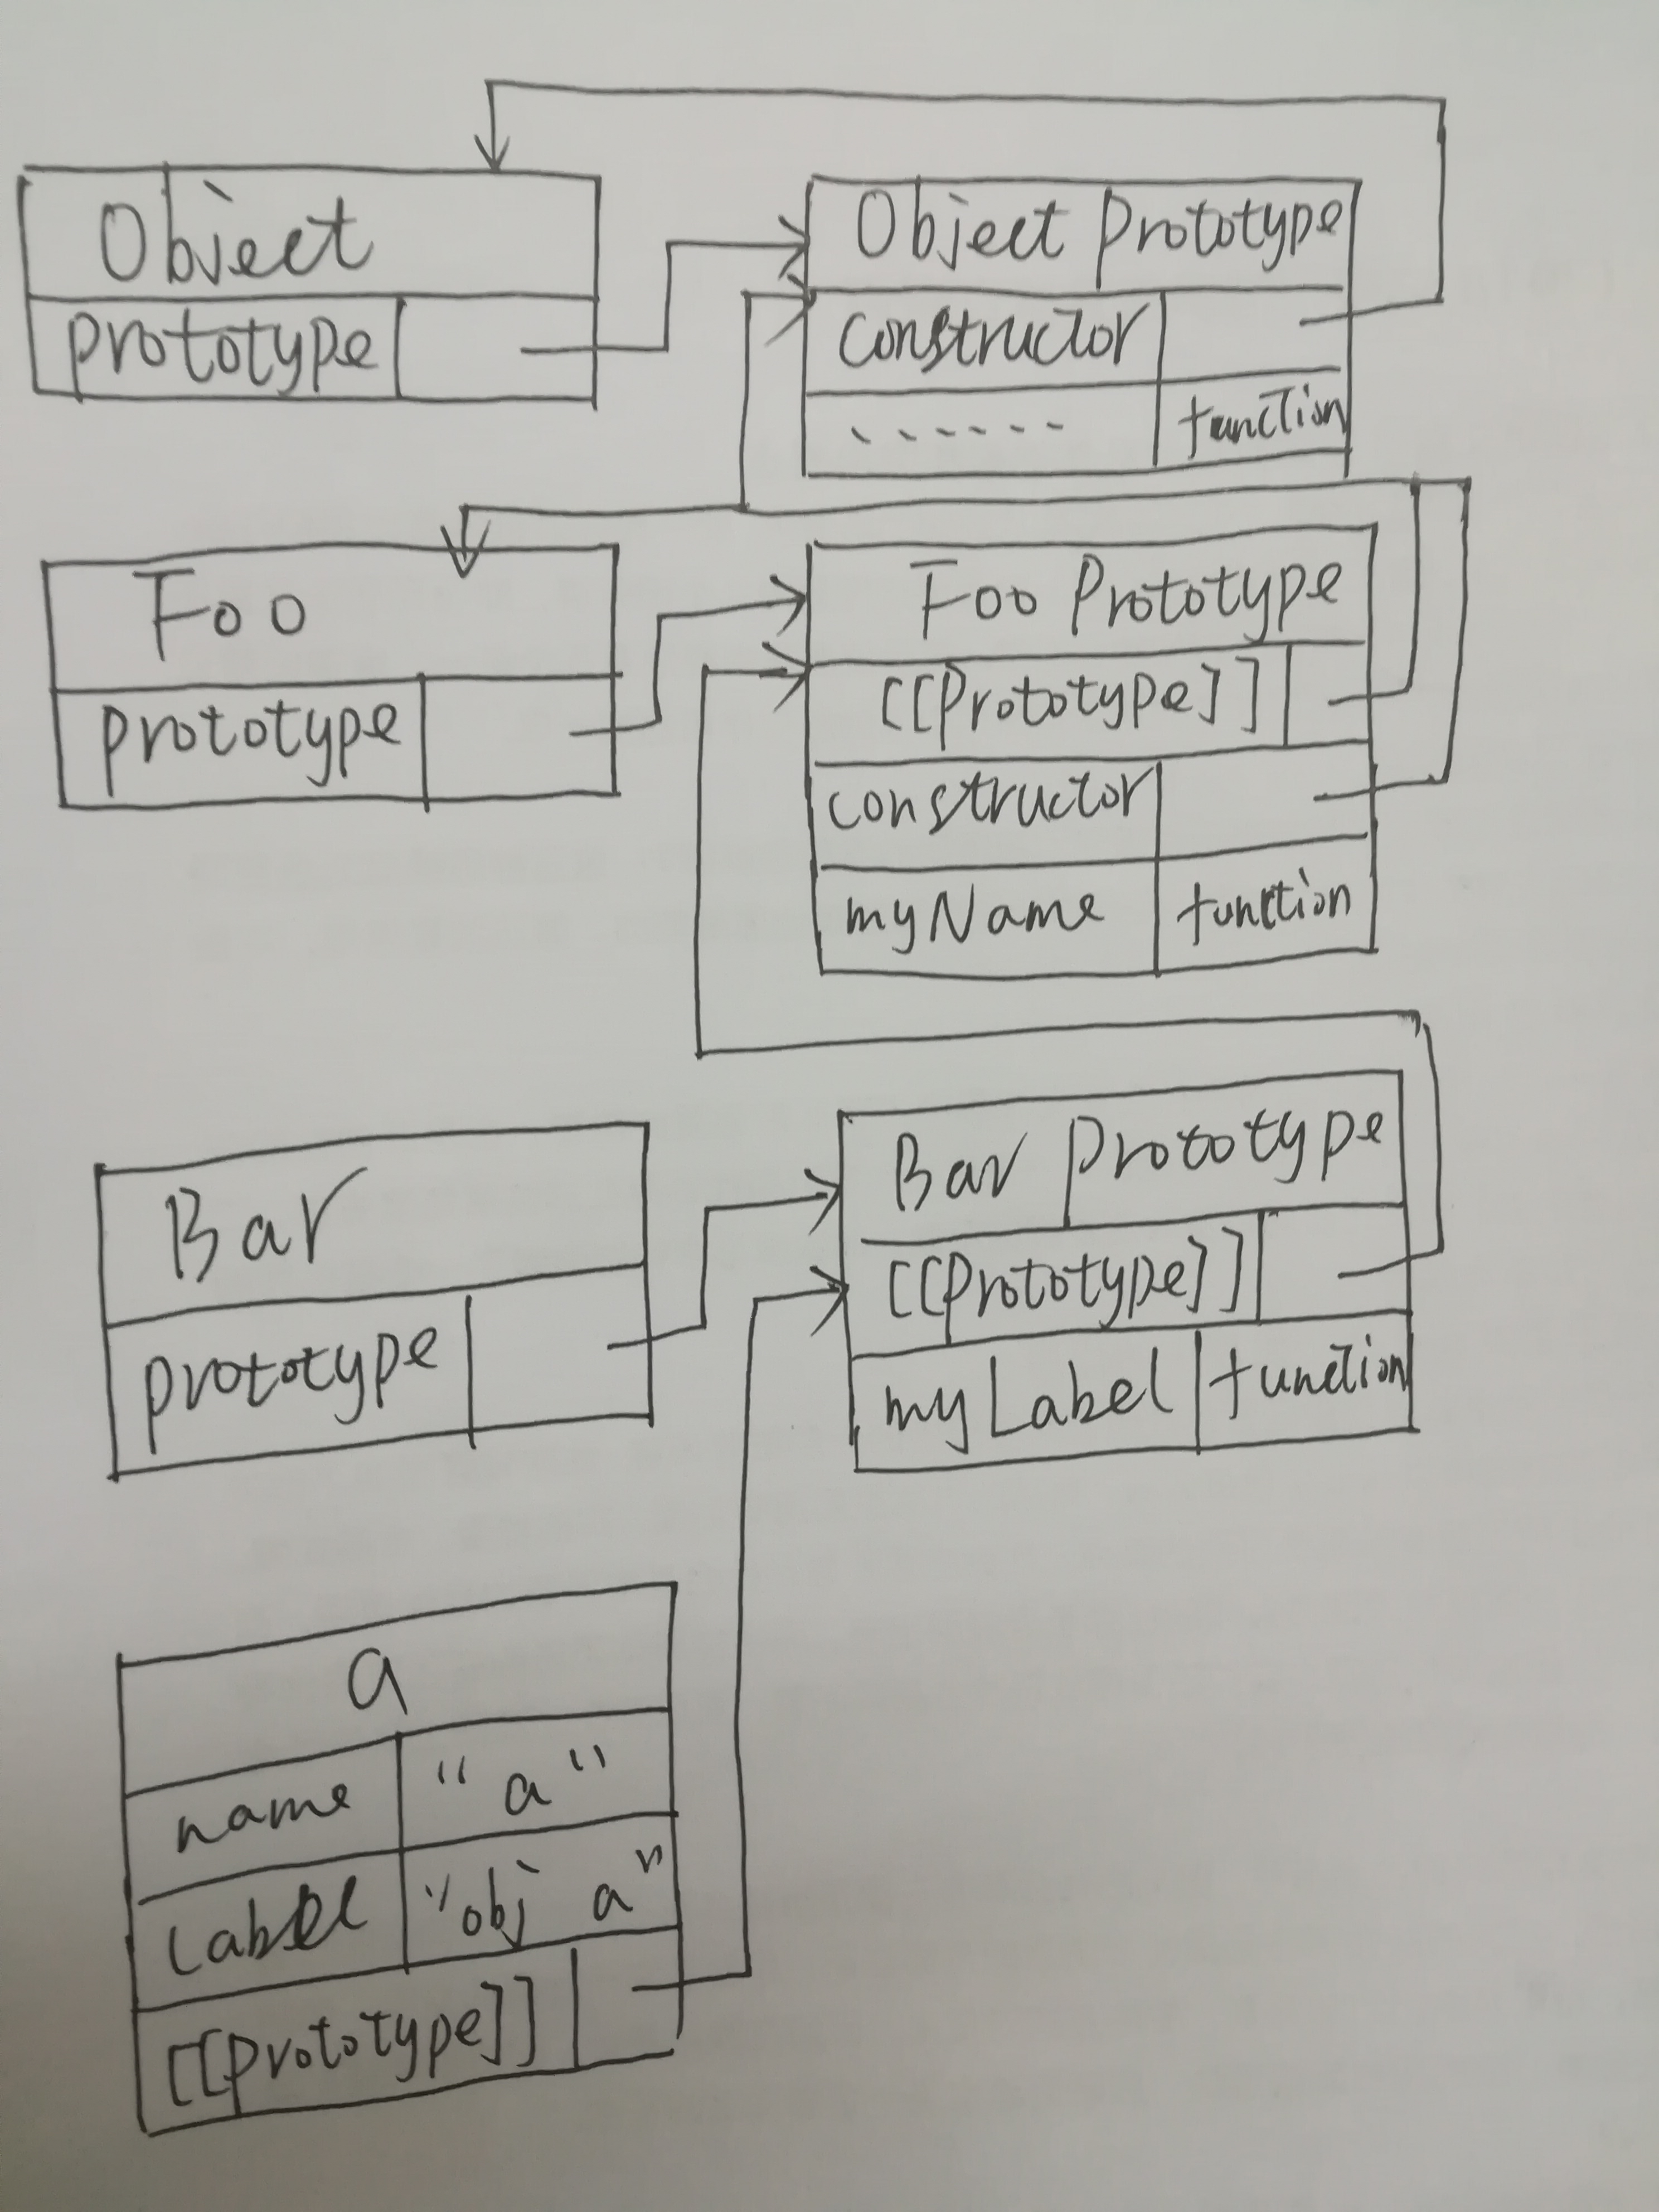 Object
prototype
Object Prototype
constructor
...... function
Foo
prototype
Foo Prototype
[[Prototype]]
constructor
myName function
Bar
prototype
Bar Prototype
[[Prototype]]
myLabel function
a
name "a"
Label "obj a"
[[Prototype]]